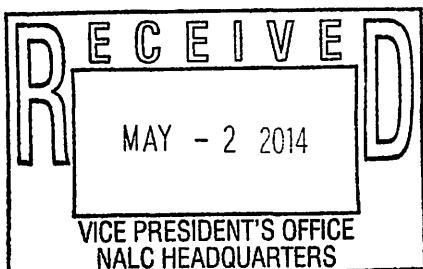 RECEIVED
MAY - 2 2014
VICE PRESIDENT'S OFFICE
NALC HEADQUARTERS